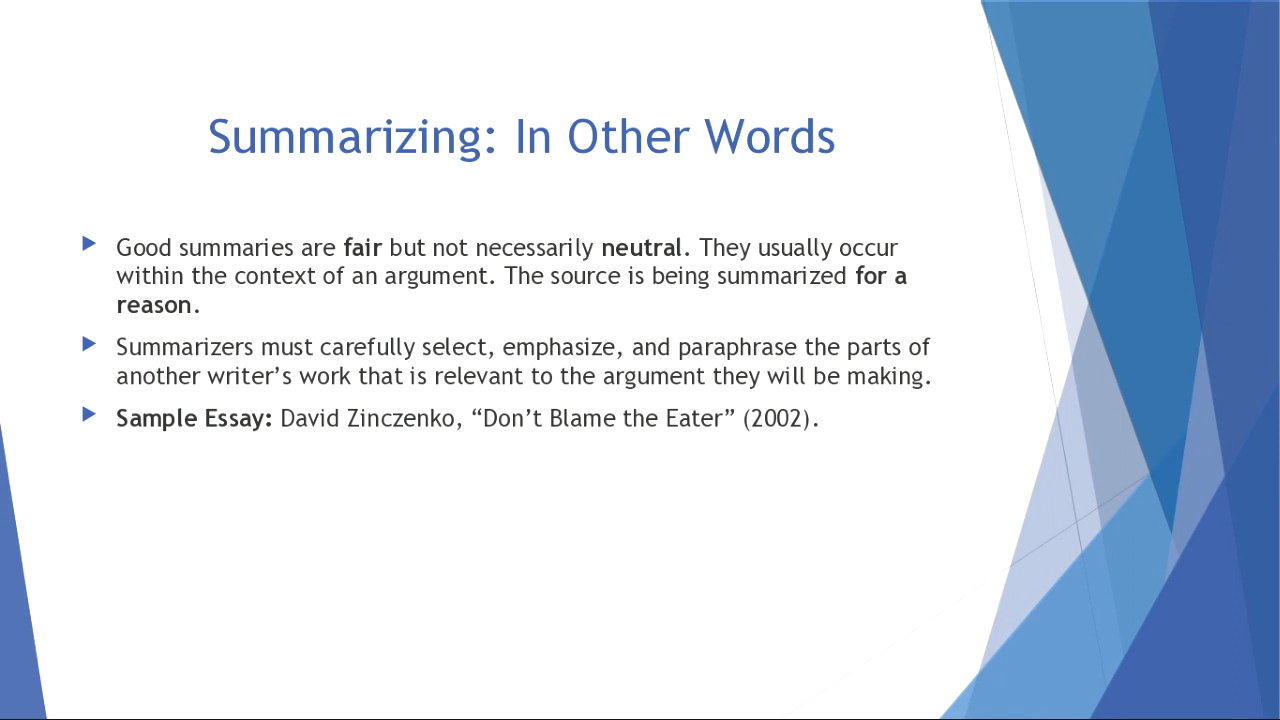 Summarizing: In Other Words
Good summaries are fair but not necessarily neutral. They usually occur
within the context of an argument. The source is being summarized for a
reason.
Summarizers must carefully select, emphasize, and paraphrase the parts of
another writer’s work that is relevant to the argument they will be making.
Sample Essay: David Zinczenko, “Don’t Blame the Eater” (2002).